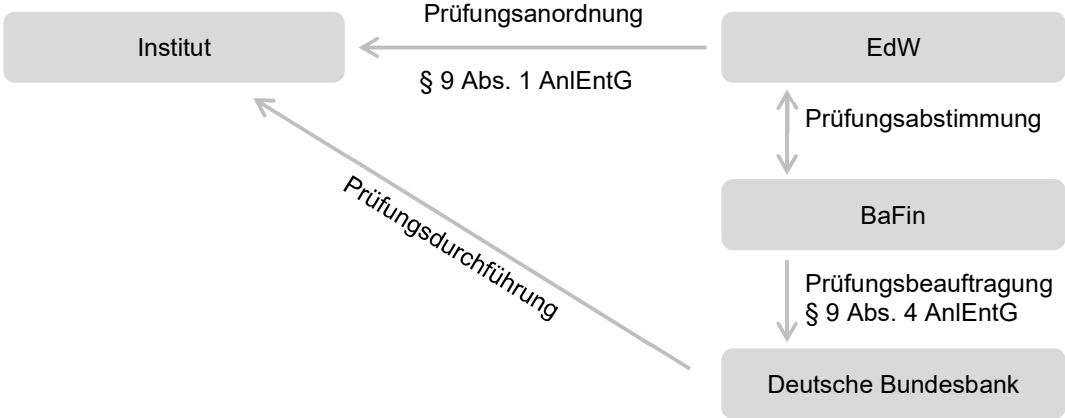 Prüfungsanordnung
Institut
EdW
§ 9 Abs. 1 AnlEntG
Prüfungsabstimmung
Prüfungsdurchführung
BaFin
Prüfungsbeauftragung
§ 9 Abs. 4 AnlEntG
Deutsche Bundesbank